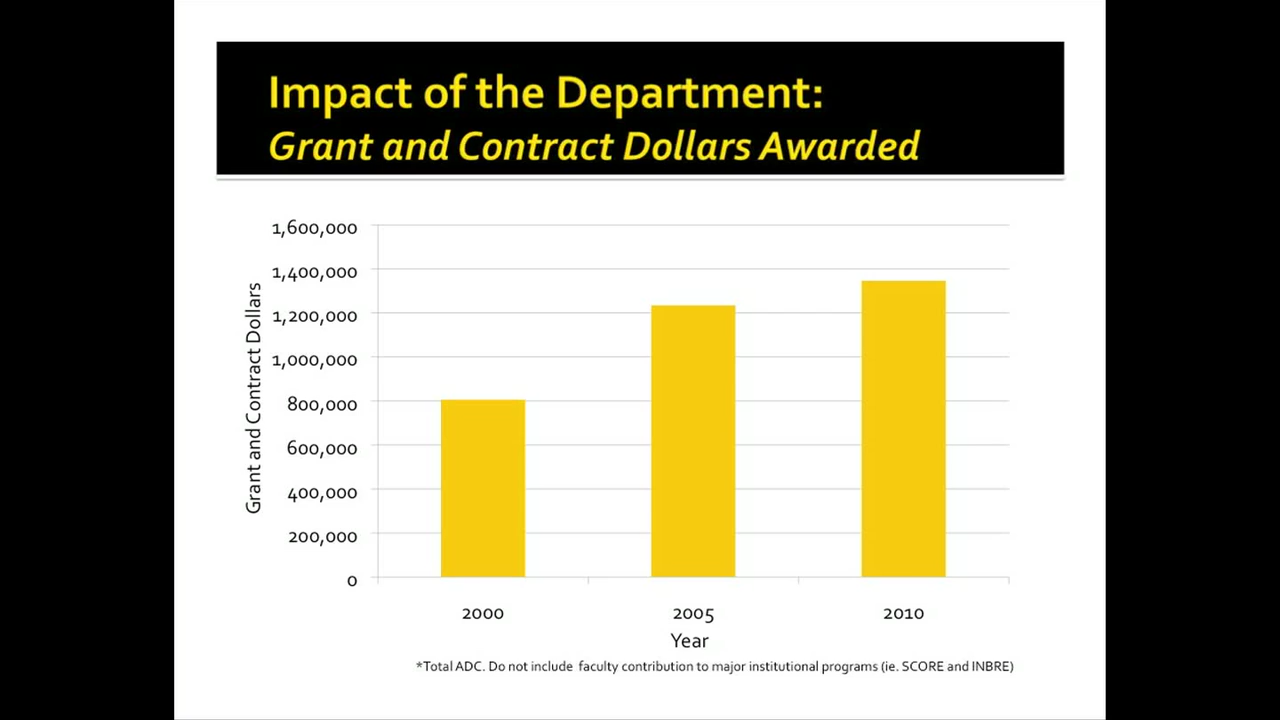 Impact of the Department:
Grant and Contract Dollars Awarded
Grant and Contract Dollars
1,600,000
1,400,000
1,200,000
1,000,000
800,000
600,000
400,000
200,000
0
2000 2005 2010
Year
*Total ADC. Do not include faculty contribution to major institutional programs (ie. SCORE and INBRE)